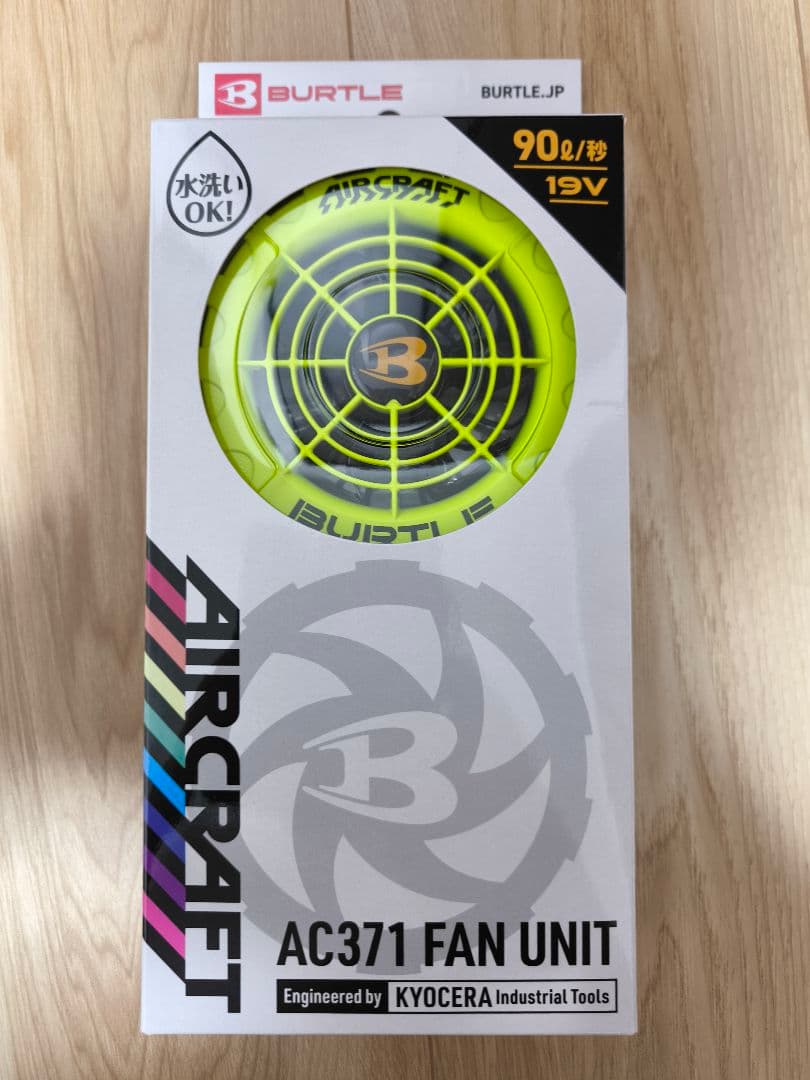 BURTLE
BURTLE.JP
90ℓ/秒
19V
水洗い
OK!
AIRCRAFT
B
BURTLE
AIRCRAFT
B
AC371 FAN UNIT
Engineered by KYOCERA Industrial Tools